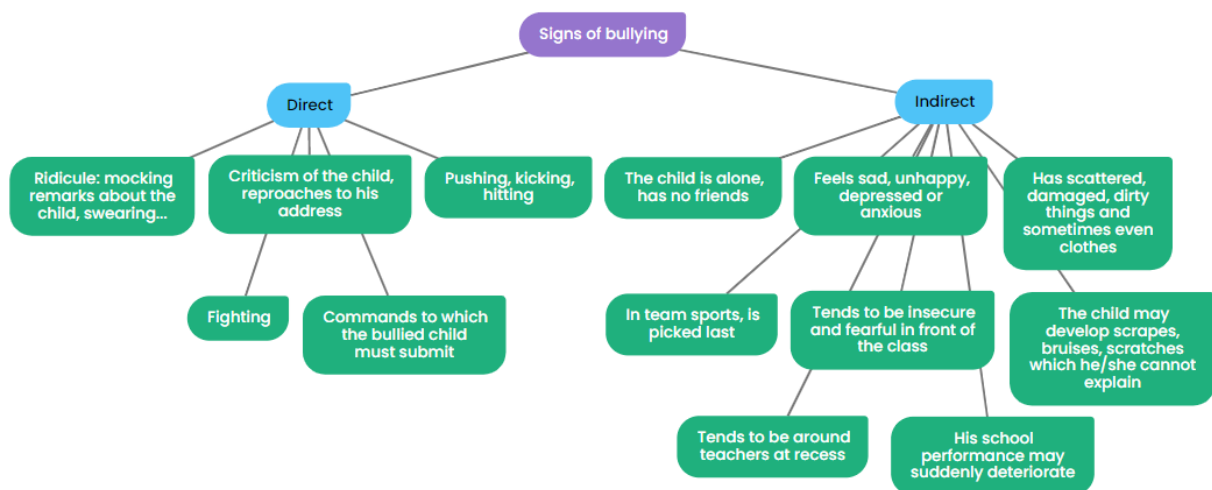 Signs of bullying
Direct
Indirect
Ridicule: mocking
remarks about the
child, swearing...
Criticism of the child,
reproaches to his
address
Pushing, kicking,
hitting
The child is alone,
has no friends
Feels sad, unhappy,
depressed or
anxious
Has scattered,
damaged, dirty
things and
sometimes even
clothes
Fighting
Commands to which
the bullied child
must submit
In team sports, is
picked last
Tends to be insecure
and fearful in front of
the class
The child may
develop scrapes,
bruises, scratches
which he/she cannot
explain
Tends to be around
teachers at recess
His school
performance may
suddenly deteriorate